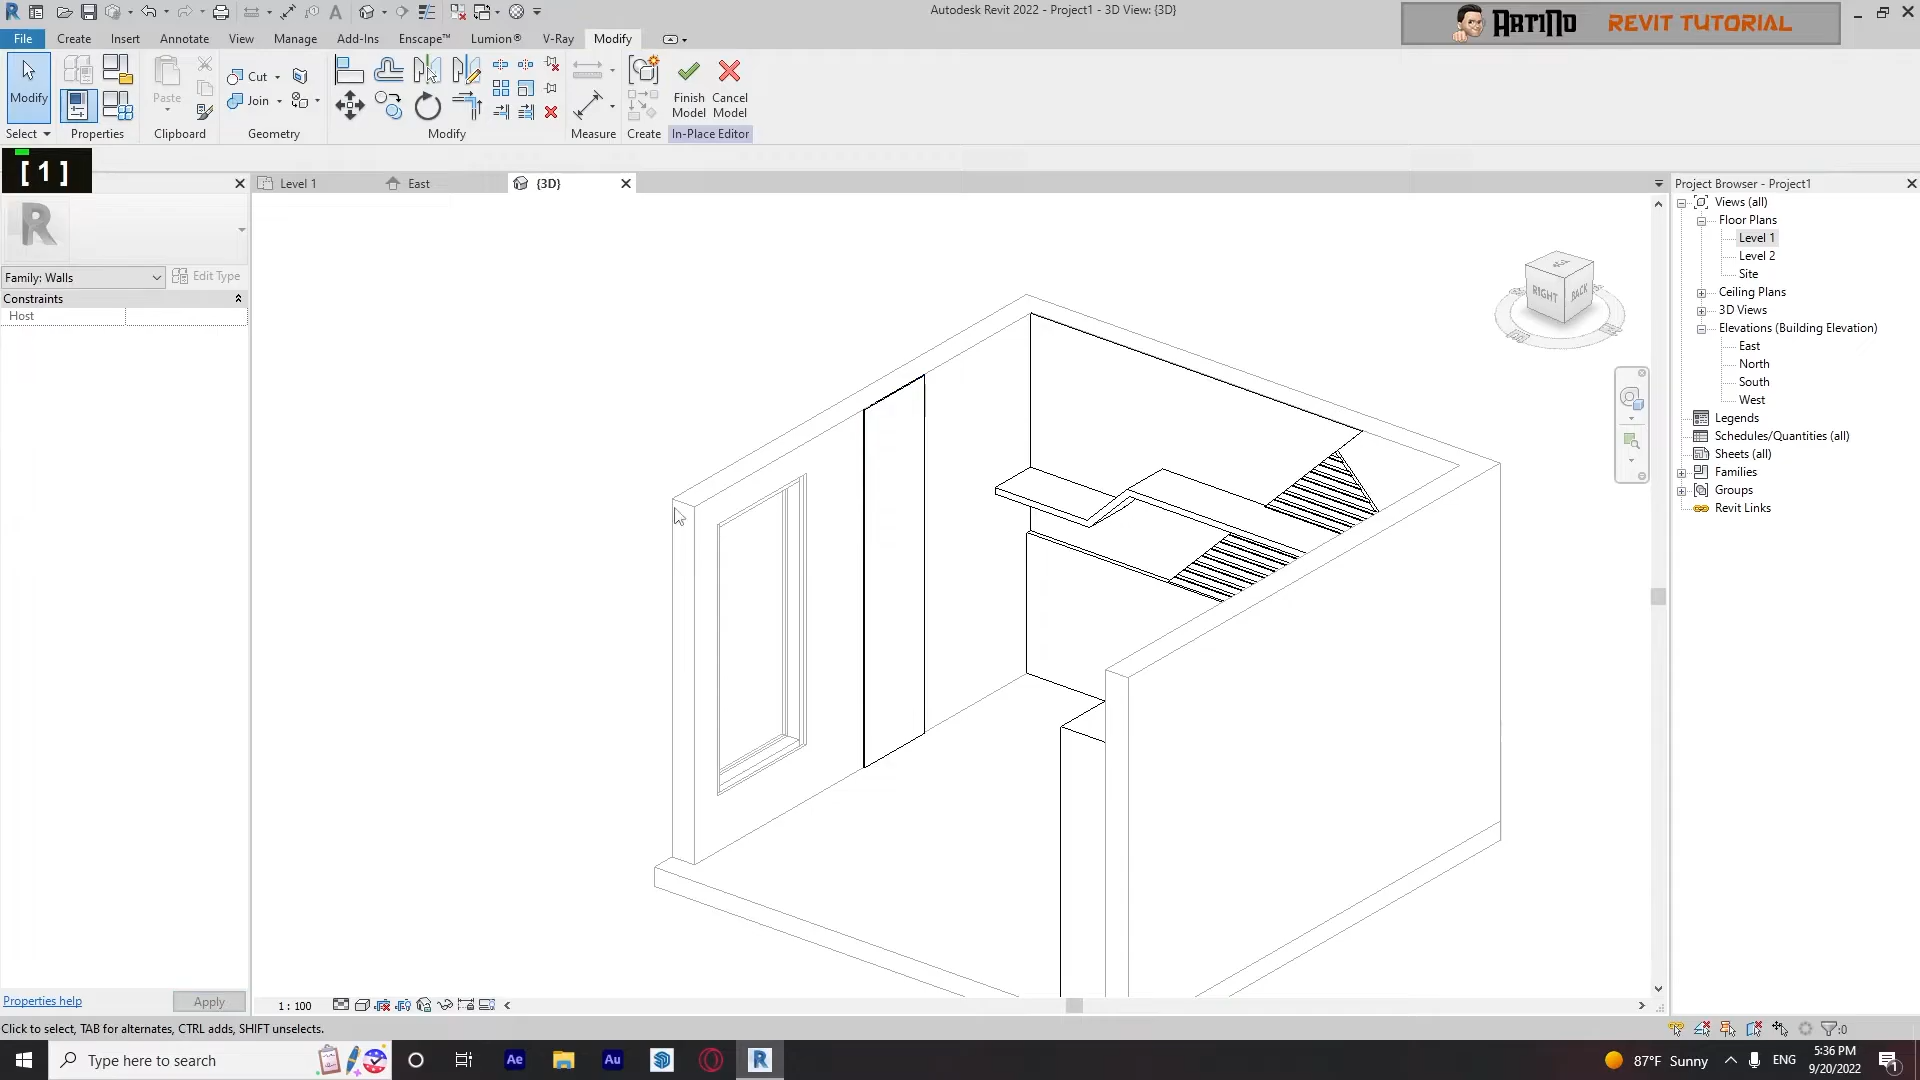 Autodesk Revit 2022 - Project1 - 3D View: {3D}
ARTINO REVIT TUTORIAL
File Create Insert Annotate View Manage Add-Ins Enscape™ Lumion® V-Ray Modify
Modify
Paste
Cut
Join
Finish Model
Cancel Model
Select Properties Clipboard Geometry Modify Measure Create In-Place Editor
[ 1 ]
Level 1 East {3D}
Project Browser - Project1
Family: Walls Edit Type
Constraints
Host
RIGHT BACK
Views (all)
Floor Plans
Level 1
Level 2
Site
Ceiling Plans
3D Views
Elevations (Building Elevation)
East
North
South
West
Legends
Schedules/Quantities (all)
Sheets (all)
Families
Groups
Revit Links
Properties help Apply
1 : 100
Click to select, TAB for alternates, CTRL adds, SHIFT unselects.
:0
Type here to search
Ae Au R
87°F Sunny
ENG
5:36 PM
9/20/2022
1